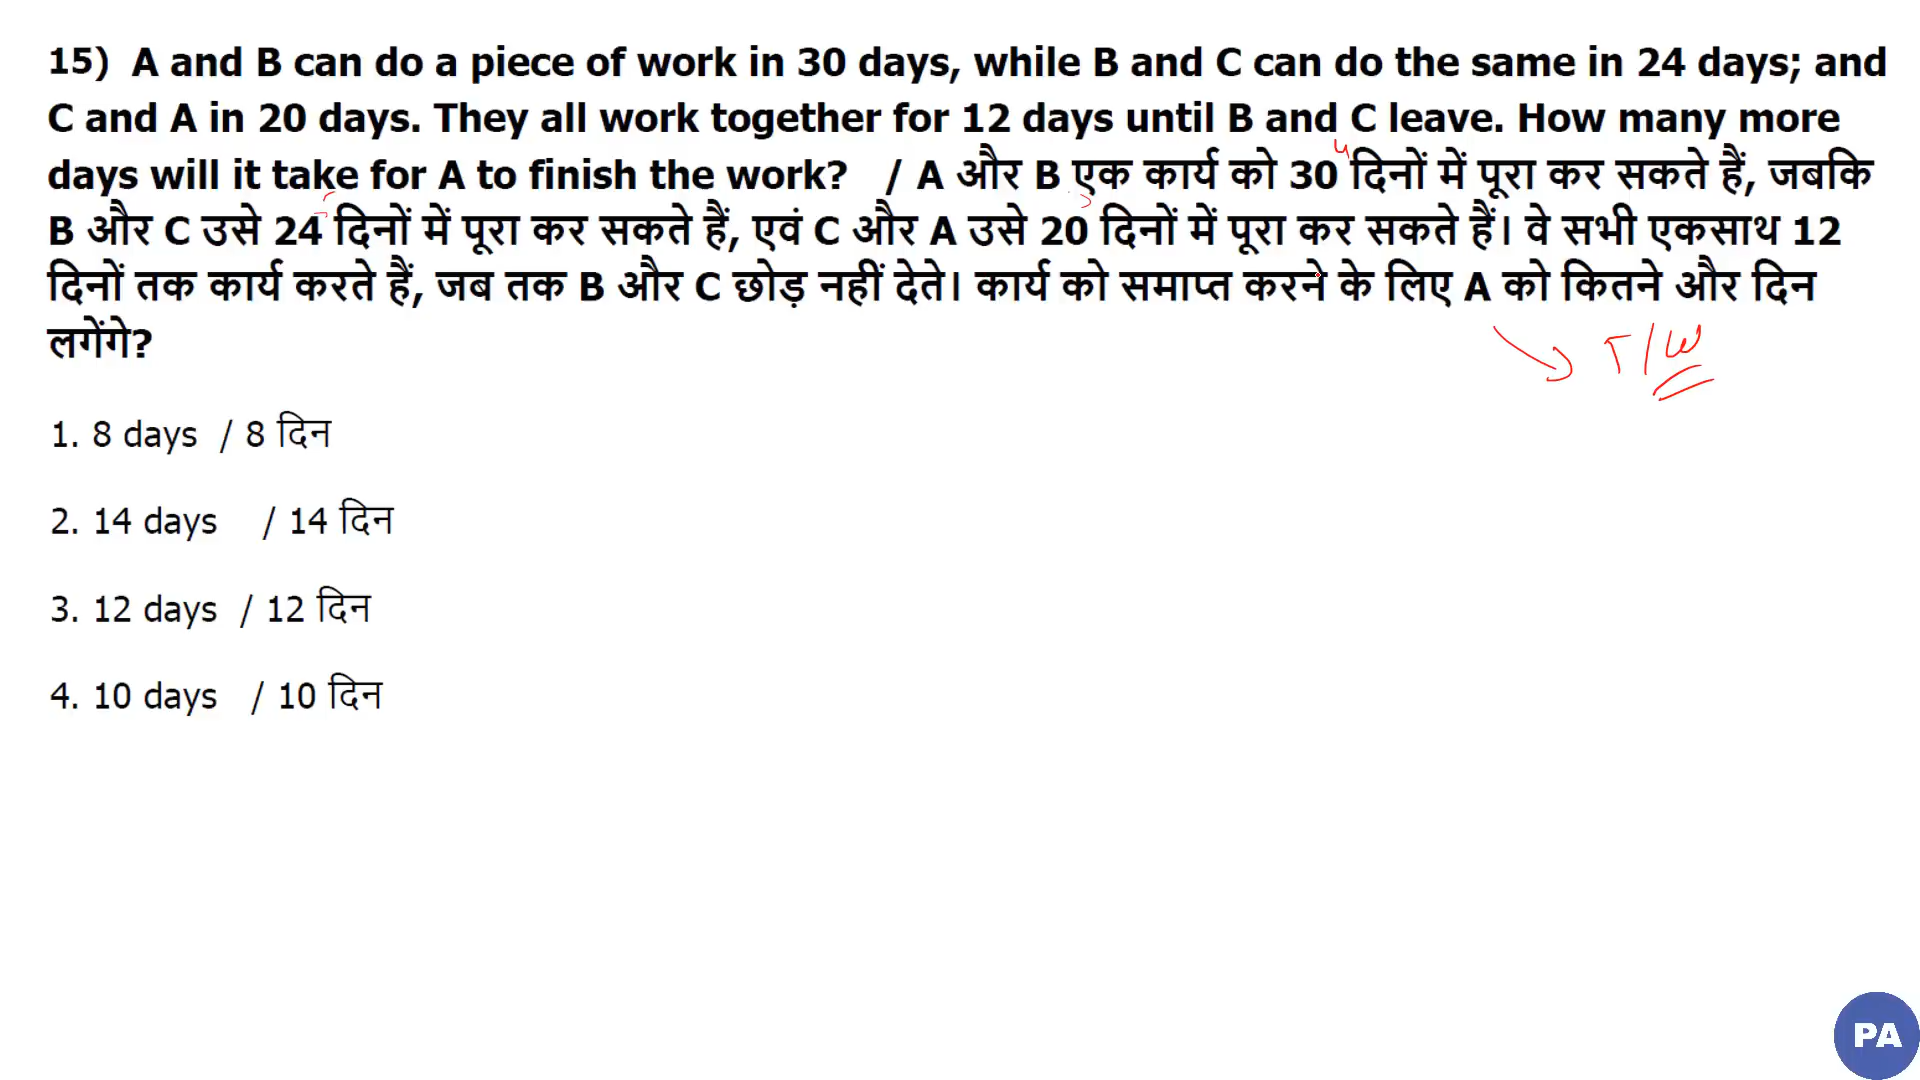 15) A and B can do a piece of work in 30 days, while B and C can do the same in 24 days; and
C and A in 20 days. They all work together for 12 days until B and C leave. How many more
4
days will it take for A to finish the work? / A और B एक कार्य को 30 दिनों में पूरा कर सकते हैं, जबकि
5 3
B और C उसे 24 दिनों में पूरा कर सकते हैं, एवं C और A उसे 20 दिनों में पूरा कर सकते हैं। वे सभी एकसाथ 12
दिनों तक कार्य करते हैं, जब तक B और C छोड़ नहीं देते। कार्य को समाप्त करने के लिए A को कितने और दिन
लगेंगे?
T/W
1. 8 days / 8 दिन
2. 14 days / 14 दिन
3. 12 days / 12 दिन
4. 10 days / 10 दिन
PA